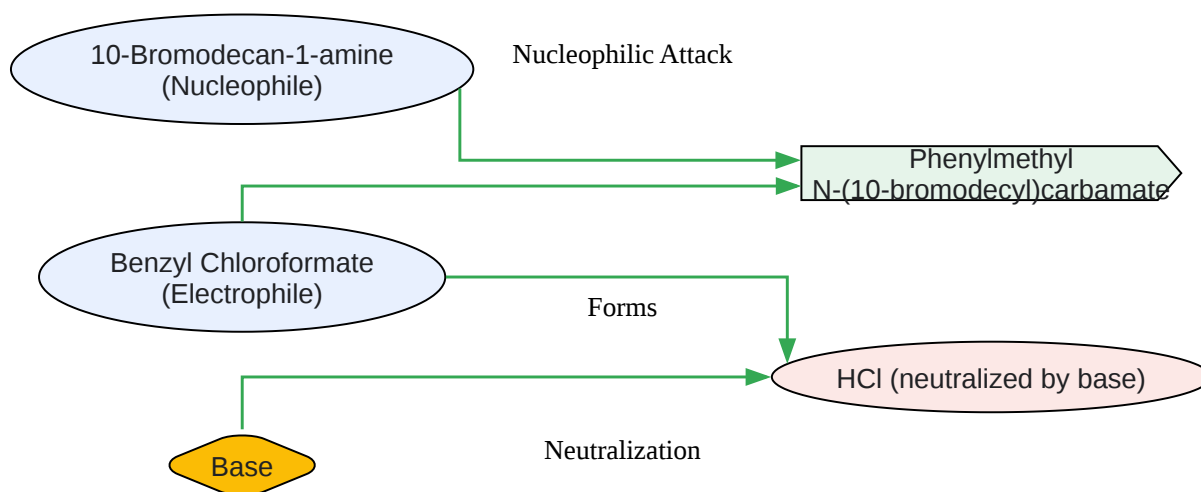 10-Bromodecan-1-amine
(Nucleophile)
Nucleophilic Attack
Phenylmethyl
N-(10-bromodecyl)carbamate
Benzyl Chloroformate
(Electrophile)
Forms
HCl (neutralized by base)
Neutralization
Base